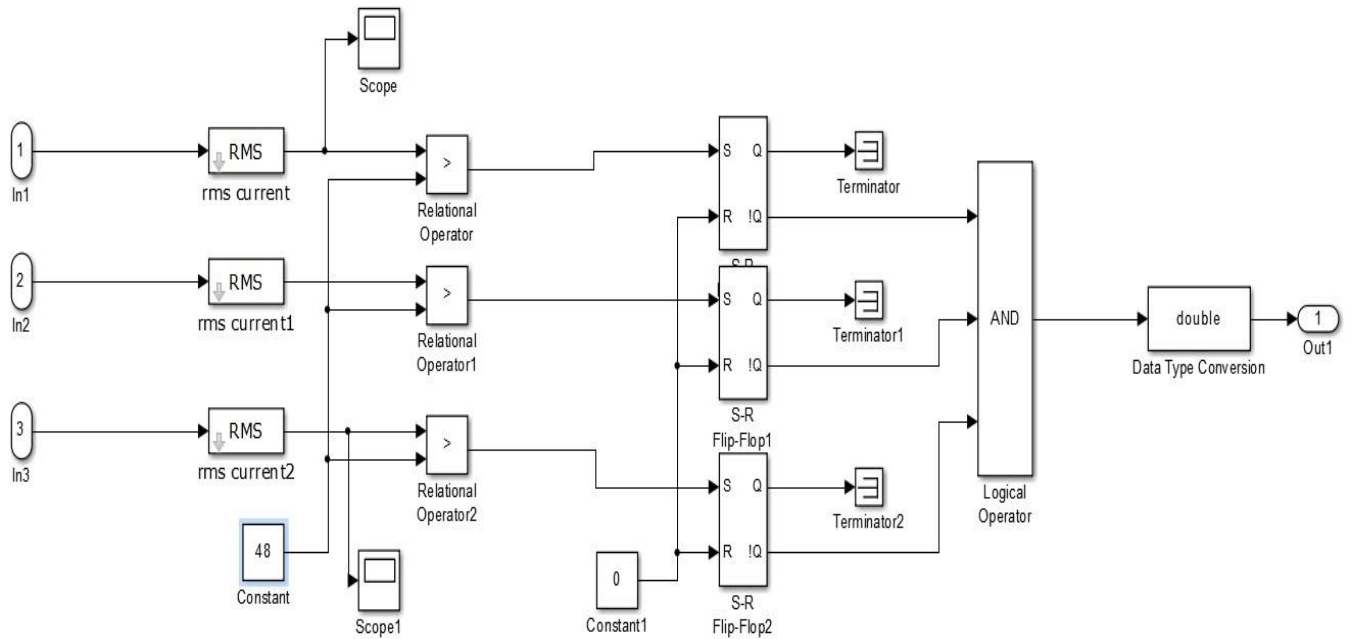 Scope
1
In1
RMS
rms current
>
Relational
Operator
S Q
R !Q
S-R
Terminator
2
In2
RMS
rms current1
>
Relational
Operator1
S Q
R !Q
S-R
Flip-Flop1
Terminator1
3
In3
RMS
rms current2
>
Relational
Operator2
S Q
R !Q
S-R
Flip-Flop2
Terminator2
48
Constant
Scope1
0
Constant1
AND
Logical
Operator
double
Data Type Conversion
1
Out1